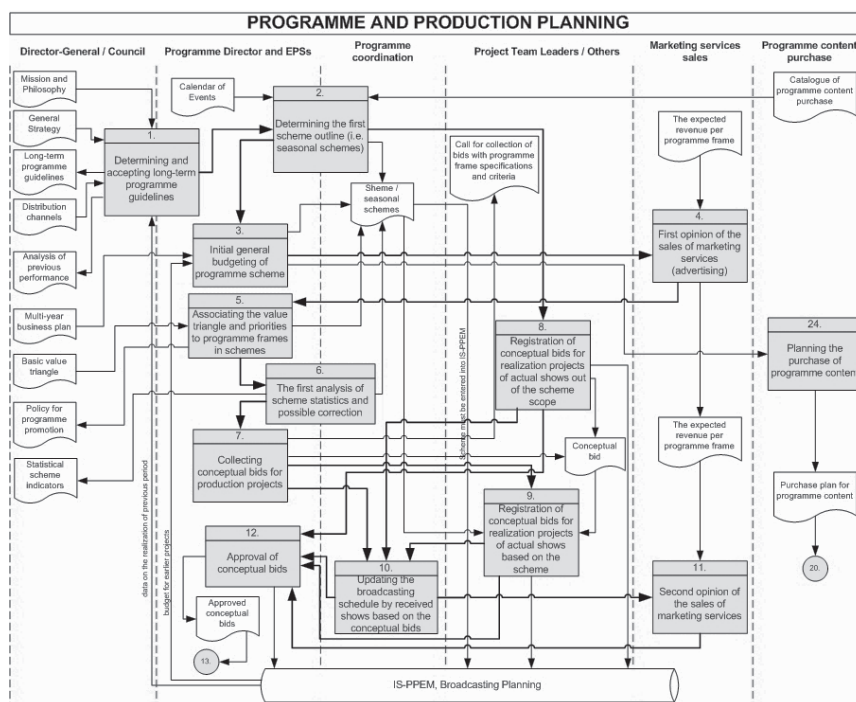 PROGRAMME AND PRODUCTION PLANNING
Director-General / Council
Programme Director and EPSs
Programme
coordination
Project Team Leaders / Others
Marketing services
sales
Programme content
purchase
Mission and
Philosophy
General
Strategy
Long-term
programme
guidelines
Distribution
channels
Analysis of
previous
performance
Multi-year
business plan
Basic value
triangle
Policy for
programme
promotion
Statistical
scheme
indicators
1.
Determining and
accepting long-term
programme
guidelines
Calendar of
Events
2.
Determining the first
scheme outline (i.e.
seasonal schemes)
Sheme /
seasonal
schemes
3.
Initial general
budgeting of
programme scheme
5.
Associating the value
triangle and priorities
to programme frames
in schemes
6.
The first analysis of
scheme statistics and
possible correction
7.
Collecting
conceptual bids for
production projects
12.
Approval of
conceptual bids
Approved
conceptual
bids
13.
10.
Updating the
broadcasting
schedule by received
shows based on the
conceptual bids
Call for collection of
bids with programme
frame specifications
and criteria
8.
Registration of
conceptual bids for
realization projects
of actual shows out
of the scheme
scope
Conceptual
bid
9.
Registration of
conceptual bids for
realization projects
of actual shows
based on the
scheme
Scheme must be entered into IS-PPEM
The expected
revenue per
programme frame
4.
First opinion of the
sales of marketing
services
(advertising)
The expected
revenue per
programme frame
11.
Second opinion of
the sales of
marketing services
Catalogue of
programme content
purchase
24.
Planning the
purchase of
programme content
Purchase plan for
programme content
20.
data on the realization of previous period
budget for earlier projects
IS-PPEM, Broadcasting Planning